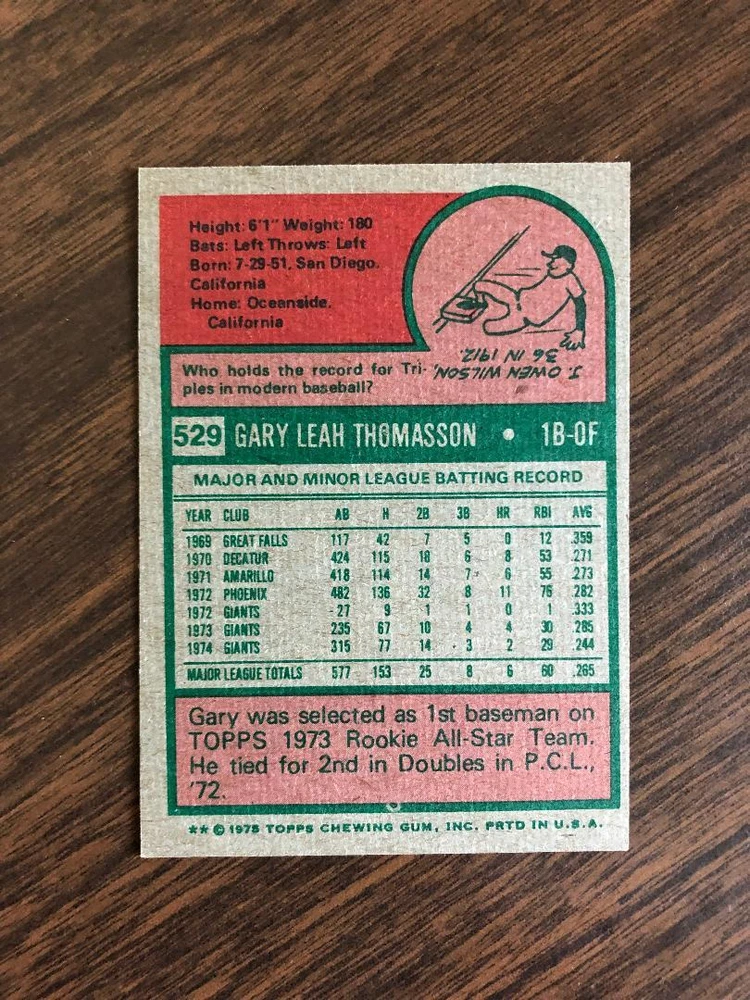 Height: 6'1" Weight: 180
Bats: Left Throws: Left
Born: 7-29-51, San Diego,
California
Home: Oceanside,
California
J. OWEN WILSON,
36 IN 1912.
Who holds the record for Tri-
ples in modern baseball?
529 GARY LEAH THOMASSON • 1B-OF
MAJOR AND MINOR LEAGUE BATTING RECORD
YEAR CLUB AB H 2B 3B HR RBI AVG
1969 GREAT FALLS 117 42 7 5 0 12 .359
1970 DECATUR 424 115 18 6 8 53 .271
1971 AMARILLO 418 114 14 7 6 55 .273
1972 PHOENIX 482 136 32 8 11 76 .282
1972 GIANTS 27 9 1 1 0 1 .333
1973 GIANTS 235 67 10 4 4 30 .285
1974 GIANTS 315 77 14 3 2 29 .244
MAJOR LEAGUE TOTALS 577 153 25 8 6 60 .265
Gary was selected as 1st baseman on
TOPPS 1973 Rookie All-Star Team.
He tied for 2nd in Doubles in P.C.L.,
'72.
** © 1975 TOPPS CHEWING GUM, INC. PRTD IN U.S.A.